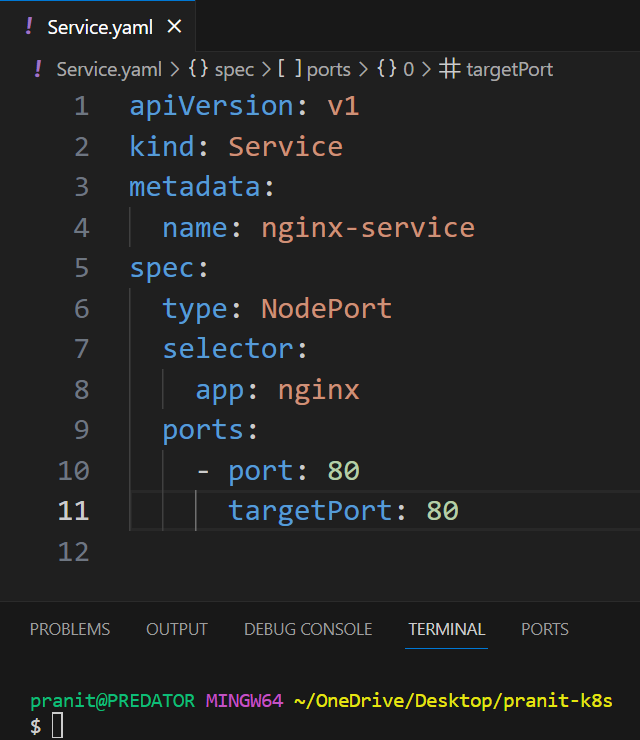 ! Service.yaml ×
! Service.yaml > {} spec > [ ] ports > {} 0 > # targetPort
1 apiVersion: v1
2 kind: Service
3 metadata:
4   name: nginx-service
5 spec:
6   type: NodePort
7   selector:
8     app: nginx
9   ports:
10     - port: 80
11       targetPort: 80
12
PROBLEMS OUTPUT DEBUG CONSOLE TERMINAL PORTS
pranit@PREDATOR MINGW64 ~/OneDrive/Desktop/pranit-k8s
$